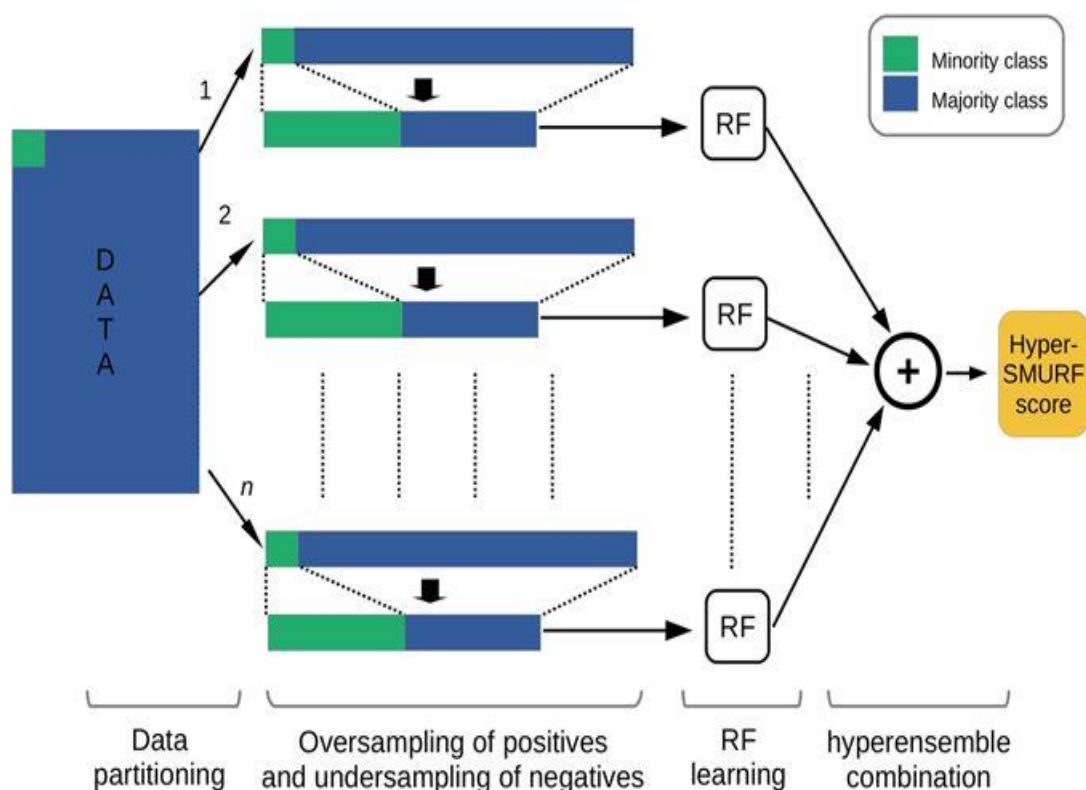 Minority class
Majority class
1
RF
D
A
T
A
2
RF
Hyper-
SMURF
score
+
n
RF
Data
partitioning
Oversampling of positives
and undersampling of negatives
RF
learning
hyperensemble
combination